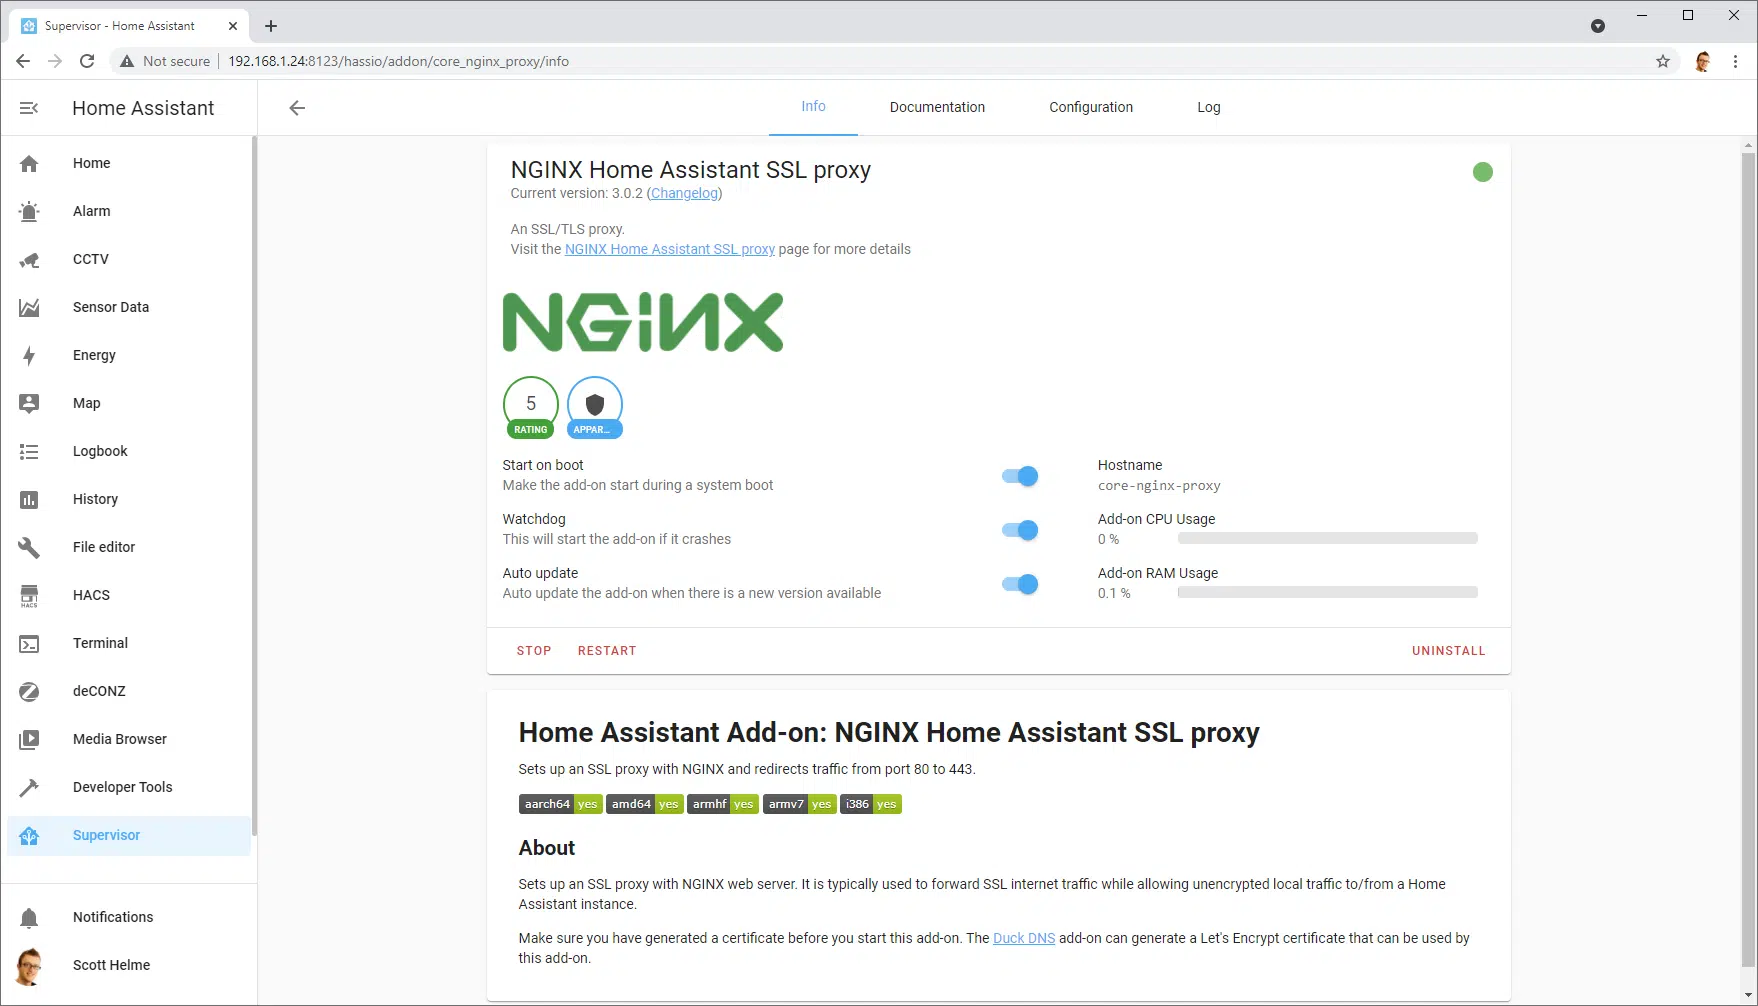 Supervisor - Home Assistant
Not secure
192.168.1.24:8123/hassio/addon/core_nginx_proxy/info
Home Assistant
Info
Documentation
Configuration
Log
Home
Alarm
CCTV
Sensor Data
Energy
Map
Logbook
History
File editor
HACS
HACS
Terminal
deCONZ
Media Browser
Developer Tools
Supervisor
Notifications
Scott Helme
NGINX Home Assistant SSL proxy
Current version: 3.0.2 (Changelog)
An SSL/TLS proxy.
Visit the NGINX Home Assistant SSL proxy page for more details
NGINX
5
RATING
APPAR...
Start on boot
Make the add-on start during a system boot
Watchdog
This will start the add-on if it crashes
Auto update
Auto update the add-on when there is a new version available
Hostname
core-nginx-proxy
Add-on CPU Usage
0 %
Add-on RAM Usage
0.1 %
STOP
RESTART
UNINSTALL
Home Assistant Add-on: NGINX Home Assistant SSL proxy
Sets up an SSL proxy with NGINX and redirects traffic from port 80 to 443.
aarch64 yes amd64 yes armhf yes armv7 yes i386 yes
About
Sets up an SSL proxy with NGINX web server. It is typically used to forward SSL internet traffic while allowing unencrypted local traffic to/from a Home
Assistant instance.
Make sure you have generated a certificate before you start this add-on. The Duck DNS add-on can generate a Let's Encrypt certificate that can be used by
this add-on.